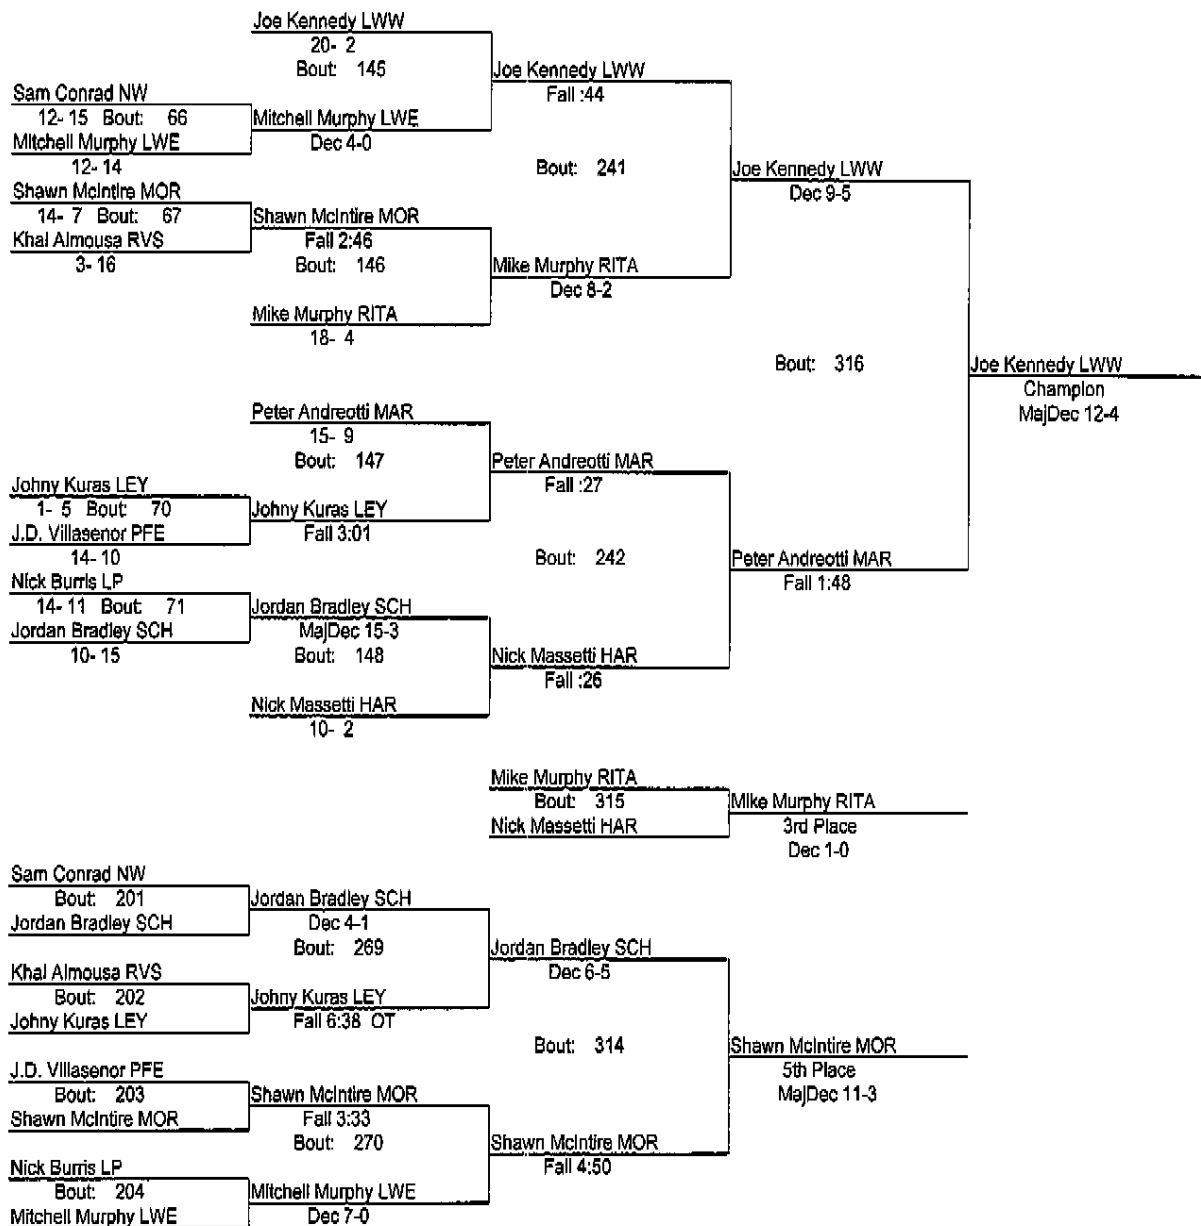 Joe Kennedy LWW
20- 2
Bout: 145
Joe Kennedy LWW
Fall :44
Sam Conrad NW
12- 15 Bout: 66
Mitchell Murphy LWE
Dec 4-0
Mitchell Murphy LWE
12- 14
Bout: 241
Joe Kennedy LWW
Dec 9-5
Shawn McIntire MOR
14- 7 Bout: 67
Shawn McIntire MOR
Fall 2:46
Khal Almousa RVS
3- 16
Bout: 146
Mike Murphy RITA
Dec 8-2
Mike Murphy RITA
18- 4
Bout: 316
Joe Kennedy LWW
Champion
MajDec 12-4
Peter Andreotti MAR
15- 9
Bout: 147
Peter Andreotti MAR
Fall :27
Johny Kuras LEY
1- 5 Bout: 70
Johny Kuras LEY
Fall 3:01
J.D. Villasenor PFE
14- 10
Bout: 242
Peter Andreotti MAR
Fall 1:48
Nick Burris LP
14- 11 Bout: 71
Jordan Bradley SCH
MajDec 15-3
Jordan Bradley SCH
10- 15
Bout: 148
Nick Massetti HAR
Fall :26
Nick Massetti HAR
10- 2
Mike Murphy RITA
Bout: 315
Nick Massetti HAR
Mike Murphy RITA
3rd Place
Dec 1-0
Sam Conrad NW
Bout: 201
Jordan Bradley SCH
Jordan Bradley SCH
Dec 4-1
Bout: 269
Jordan Bradley SCH
Dec 6-5
Khal Almousa RVS
Bout: 202
Johny Kuras LEY
Johny Kuras LEY
Fall 6:38 OT
Bout: 314
Shawn McIntire MOR
5th Place
MajDec 11-3
J.D. Villasenor PFE
Bout: 203
Shawn McIntire MOR
Shawn McIntire MOR
Fall 3:33
Bout: 270
Shawn McIntire MOR
Fall 4:50
Nick Burris LP
Bout: 204
Mitchell Murphy LWE
Mitchell Murphy LWE
Dec 7-0